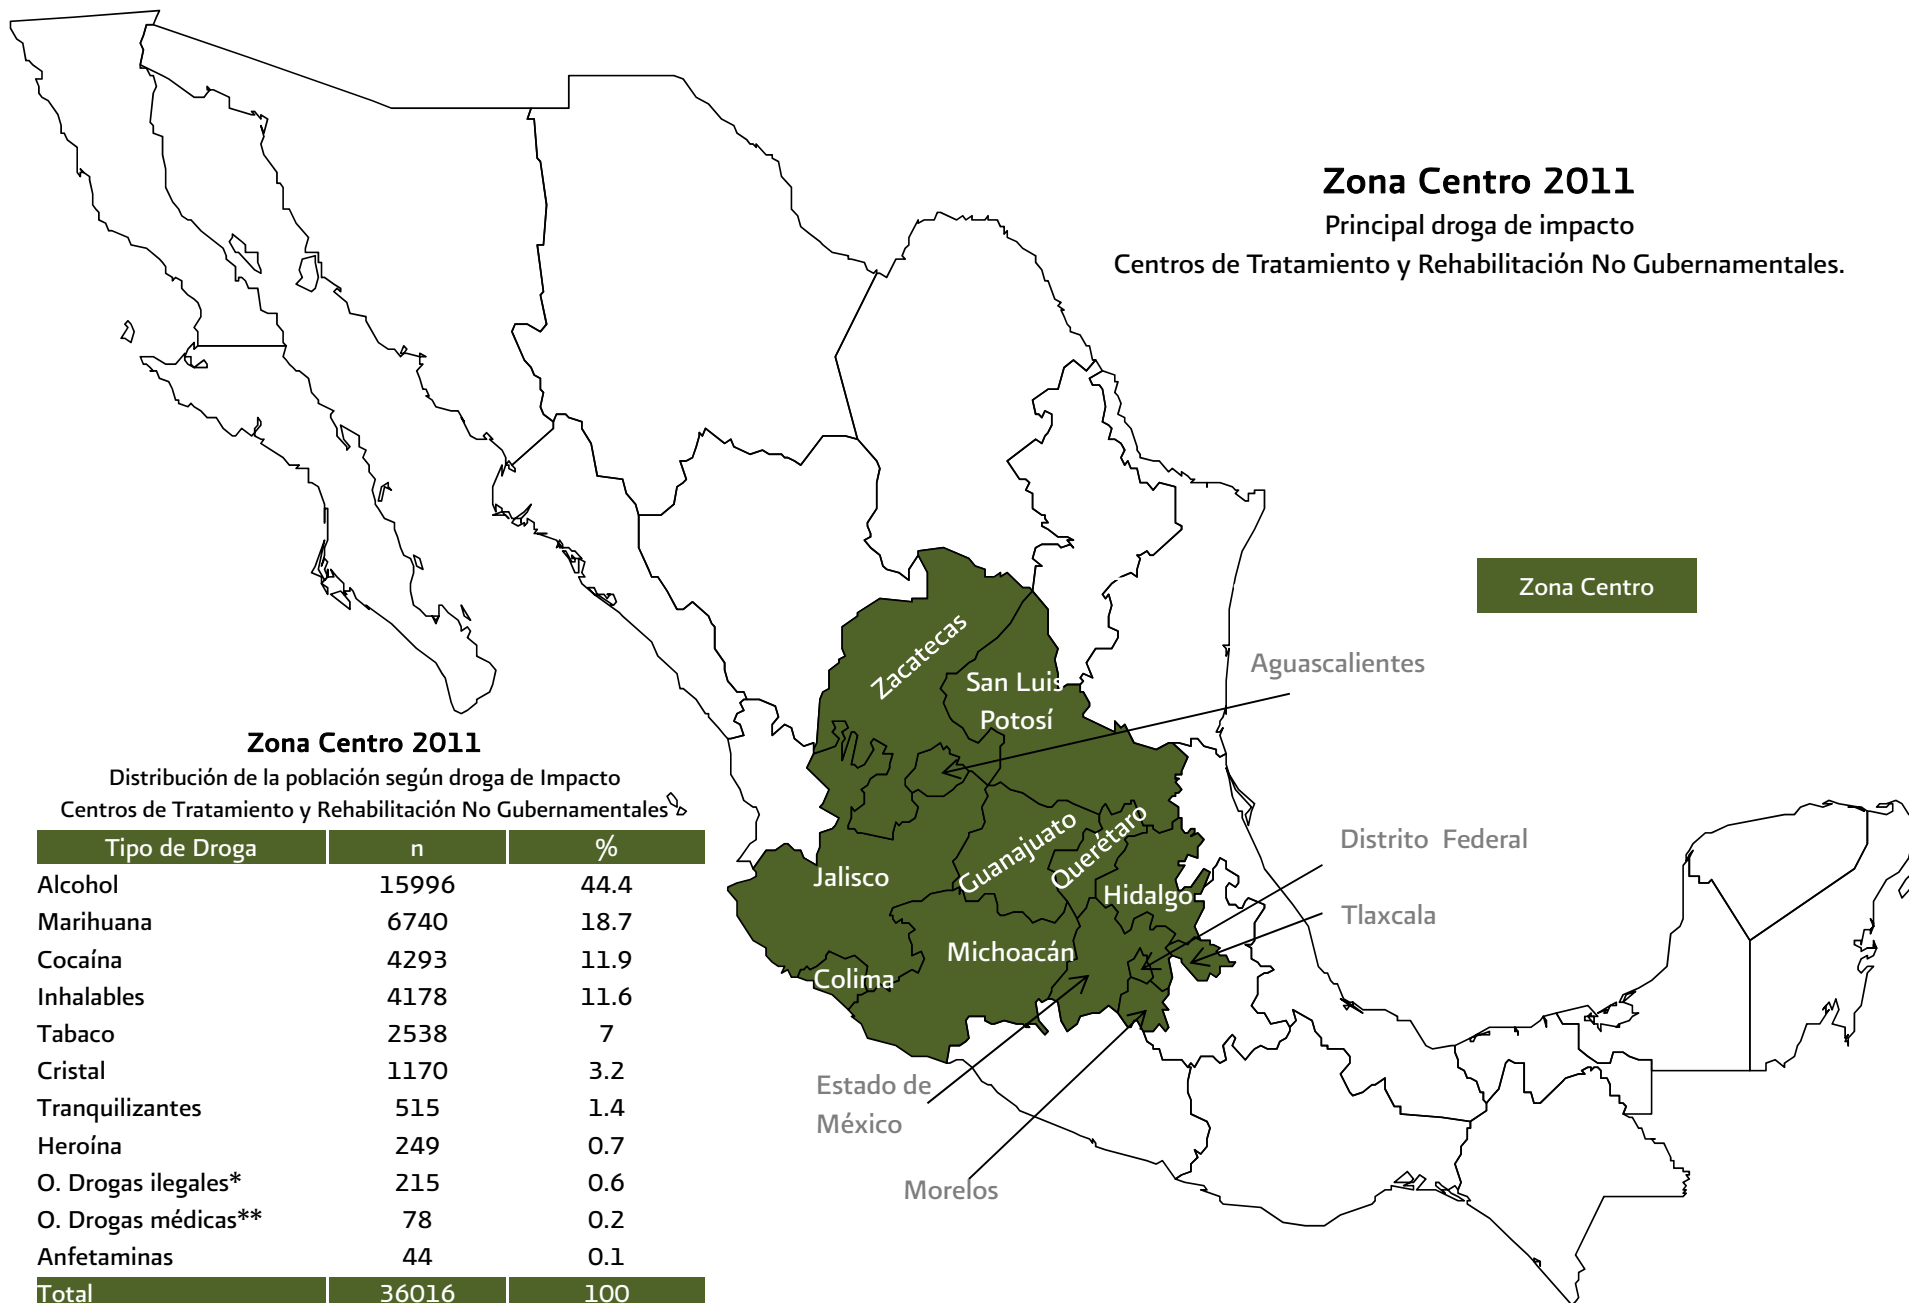 Zona Centro 2011
Principal droga de impacto
Centros de Tratamiento y Rehabilitación No Gubernamentales.
Zona Centro
Zacatecas
San Luis
Potosí
Aguascalientes
Guanajuato
Querétaro
Jalisco
Hidalgo
Distrito Federal
Tlaxcala
Michoacán
Colima
Estado de
México
Morelos
Zona Centro 2011
Distribución de la población según droga de Impacto
Centros de Tratamiento y Rehabilitación No Gubernamentales
Tipo de Droga n %
Alcohol 15996 44.4
Marihuana 6740 18.7
Cocaína 4293 11.9
Inhalables 4178 11.6
Tabaco 2538 7
Cristal 1170 3.2
Tranquilizantes 515 1.4
Heroína 249 0.7
O. Drogas ilegales* 215 0.6
O. Drogas médicas** 78 0.2
Anfetaminas 44 0.1
Total 36016 100